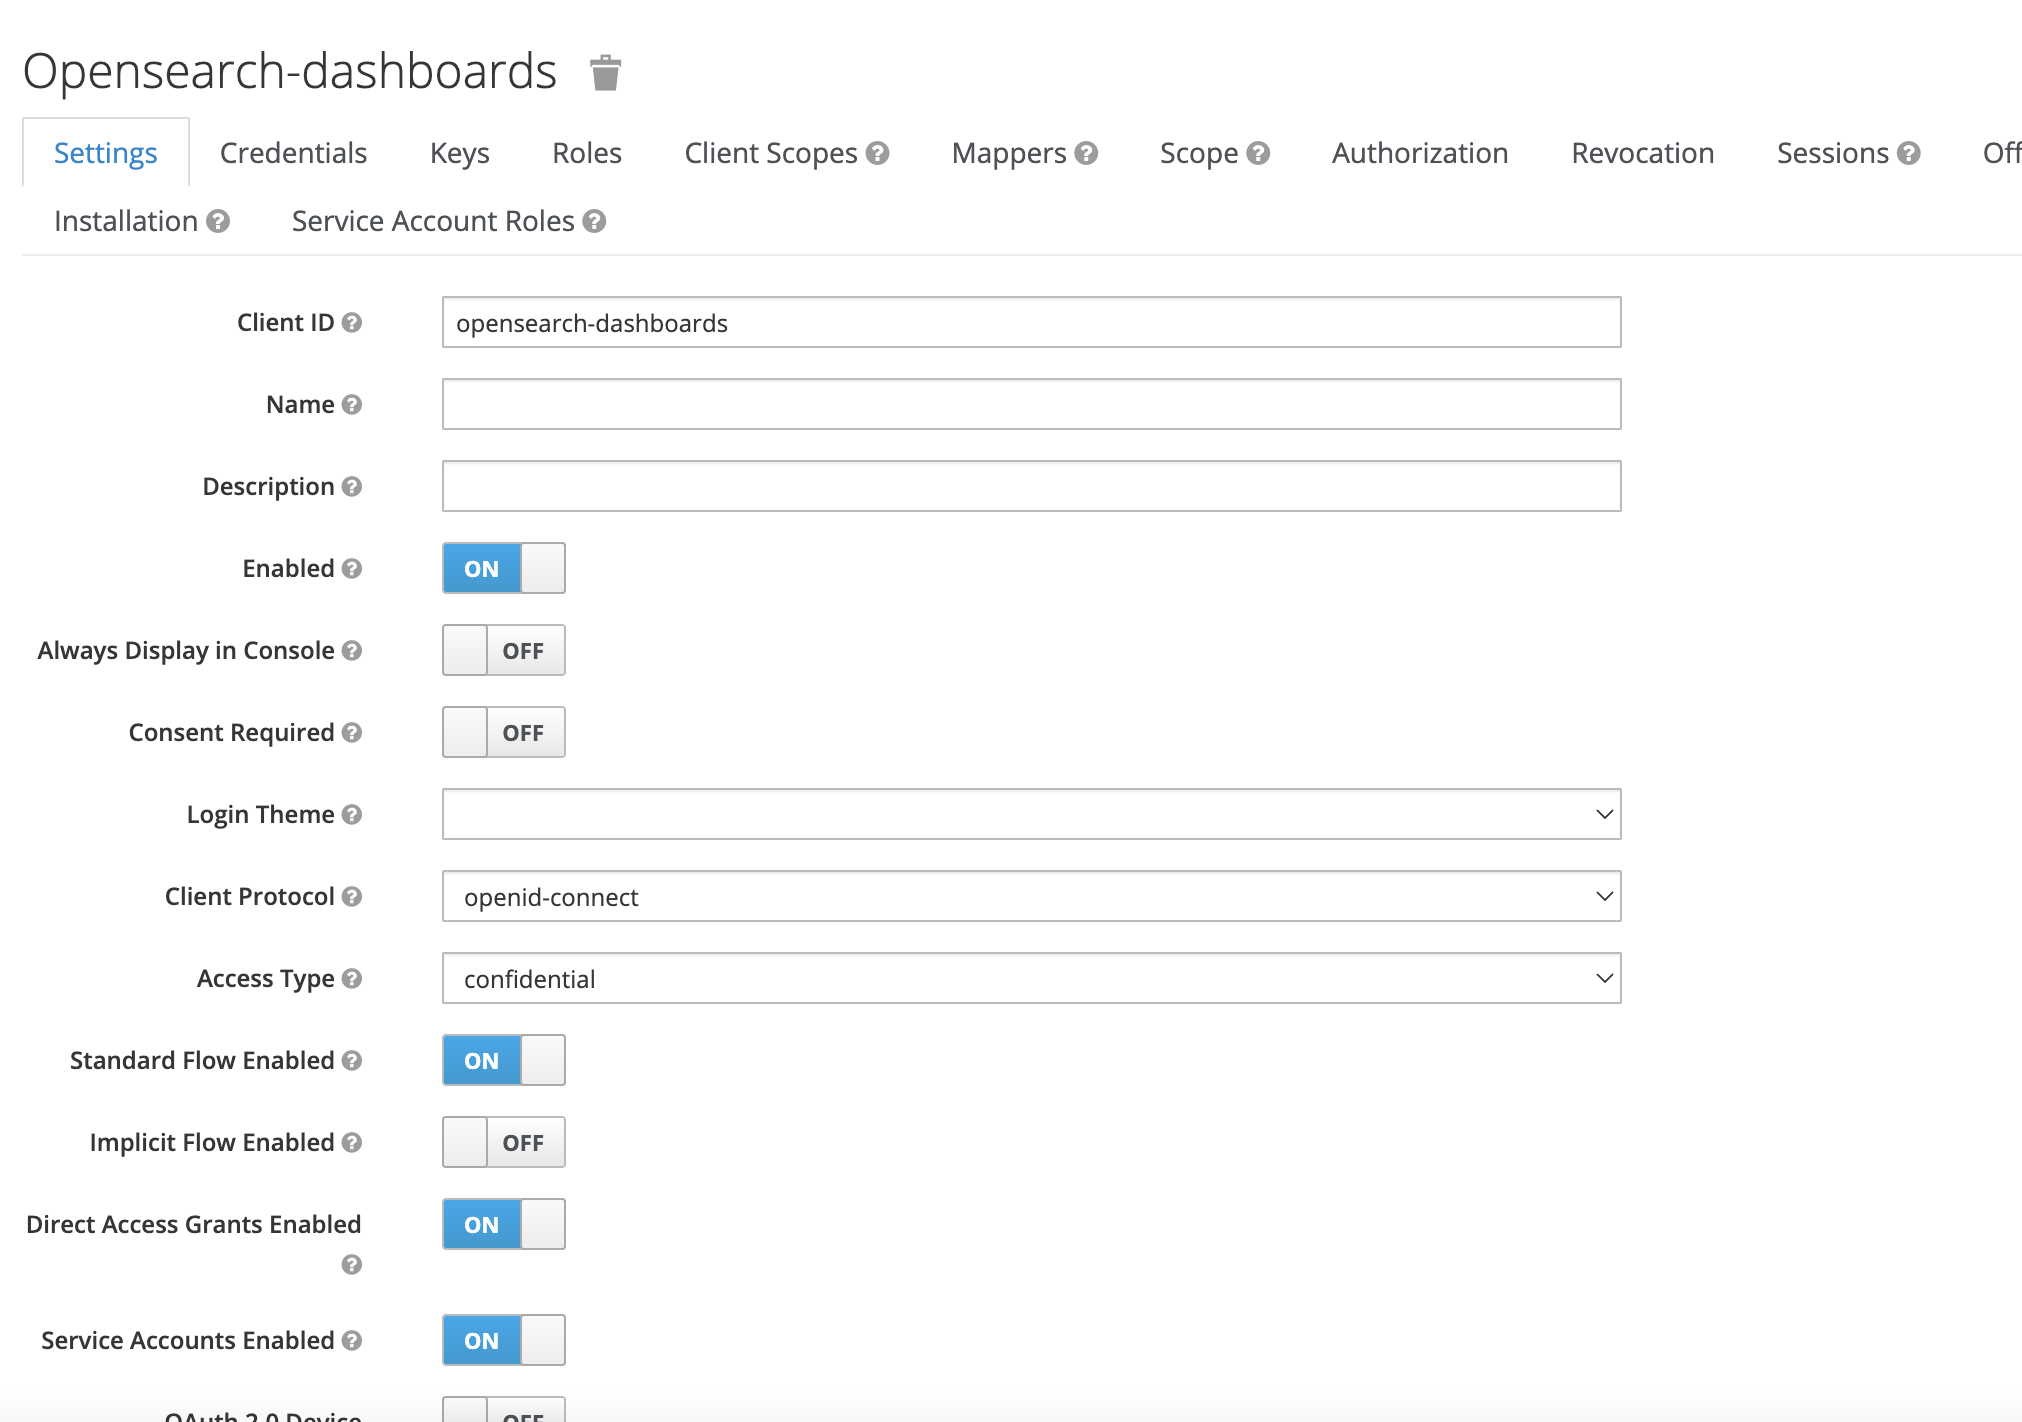 Opensearch-dashboards
Settings Credentials Keys Roles Client Scopes Mappers Scope Authorization Revocation Sessions
Installation Service Account Roles
Client ID opensearch-dashboards
Name
Description
Enabled ON
Always Display in Console OFF
Consent Required OFF
Login Theme
Client Protocol openid-connect
Access Type confidential
Standard Flow Enabled ON
Implicit Flow Enabled OFF
Direct Access Grants Enabled ON
Service Accounts Enabled ON
OAuth 2.0 Device OFF